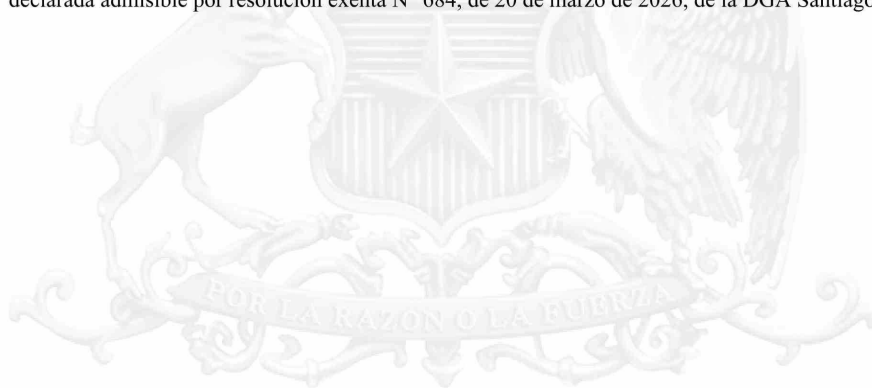 declarada admisible por resolución exenta N° 684, de 20 de marzo de 2026, de la DGA Santiago
POR LA RAZÓN O LA FUERZA